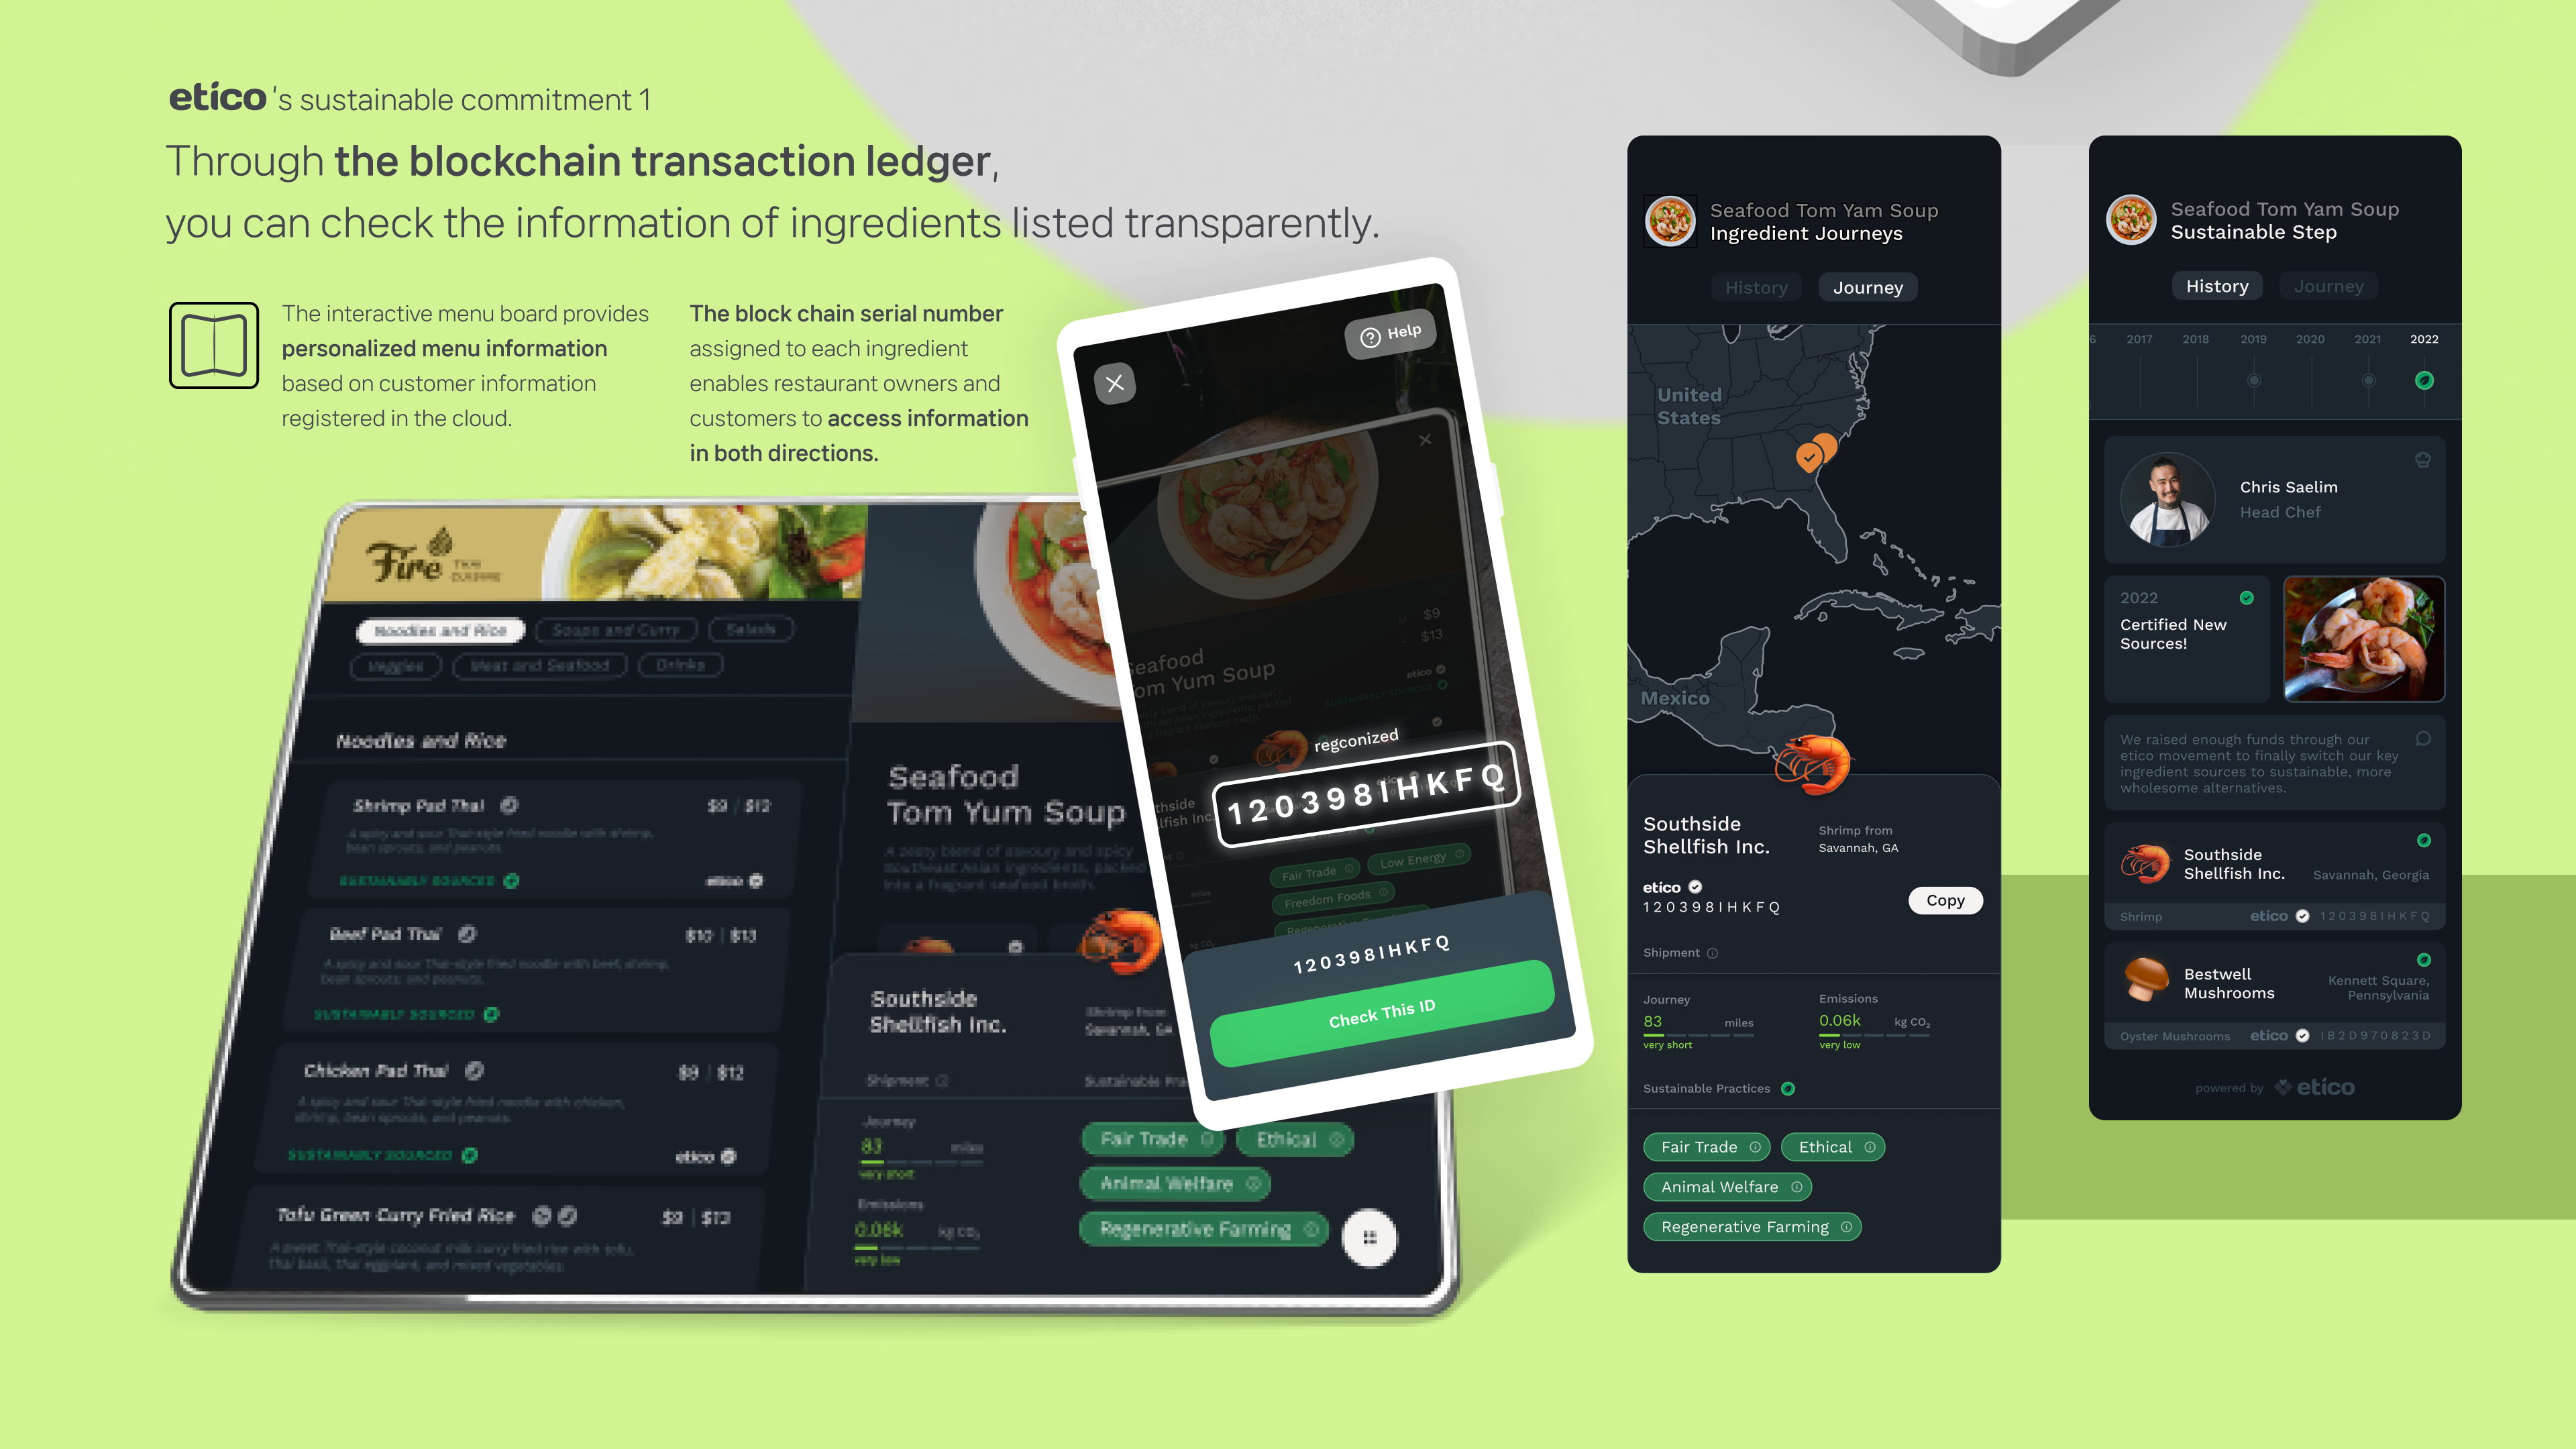 etico's sustainable commitment 1
Through the blockchain transaction ledger,
you can check the information of ingredients listed transparently.
The interactive menu board provides
personalized menu information
based on customer information
registered in the cloud.
The block chain serial number
assigned to each ingredient
enables restaurant owners and
customers to access information
in both directions.
Fire THAI CUISINE
Noodles and Rice
Soups and Curry
Salads
Veggies
Meat and Seafood
Drinks
Noodles and Rice
Shrimp Pad Thai $9 | $12
A spicy and sour Thai-style fried noodle with shrimp,
bean sprouts, and peanuts.
SUSTAINABLY SOURCED
etico
Beef Pad Thai $10 | $13
A spicy and sour Thai-style fried noodle with beef, shrimp,
bean sprouts, and peanuts.
SUSTAINABLY SOURCED
Chicken Pad Thai $9 | $12
A spicy and sour Thai-style fried noodle with chicken,
shrimp, bean sprouts, and peanuts.
SUSTAINABLY SOURCED
etico
Tofu Green Curry Fried Rice $9 | $13
A sweet Thai-style coconut milk curry fried rice with tofu,
Thai basil, Thai eggplant, and mixed vegetables.
Seafood
Tom Yum Soup
A zesty blend of savoury and spicy
Southeast Asian ingredients, packed
into a fragrant seafood broth.
Southside
Shellfish Inc.
Shrimp from
Savannah, GA
Shipment
Sustainable Prac
Journey
83 miles
very short
Emissions
0.06k kg CO₂
very low
Fair Trade
Ethical
Animal Welfare
Regenerative Farming
Help
$9
L $13
Seafood
Tom Yum Soup
etico
SUSTAINABLY SOURCED
regconized
120398IHKFQ
thside
llfish Inc.
miles
kg CO₂
Fair Trade
Low Energy
Freedom Foods
120398IHKFQ
Check This ID
Seafood Tom Yam Soup
Ingredient Journeys
History
Journey
United
States
Mexico
Southside
Shellfish Inc.
Shrimp from
Savannah, GA
etico
120398IHKFQ
Copy
Shipment
Journey
83 miles
very short
Emissions
0.06k kg CO₂
very low
Sustainable Practices
Fair Trade
Ethical
Animal Welfare
Regenerative Farming
Seafood Tom Yam Soup
Sustainable Step
History
Journey
6 2017 2018 2019 2020 2021 2022
Chris Saelim
Head Chef
2022
Certified New
Sources!
We raised enough funds through our
etico movement to finally switch our key
ingredient sources to sustainable, more
wholesome alternatives.
Southside
Shellfish Inc.
Savannah, Georgia
Shrimp
etico 120398IHKFQ
Bestwell
Mushrooms
Kennett Square,
Pennsylvania
Oyster Mushrooms
etico IB2D970823D
powered by etico